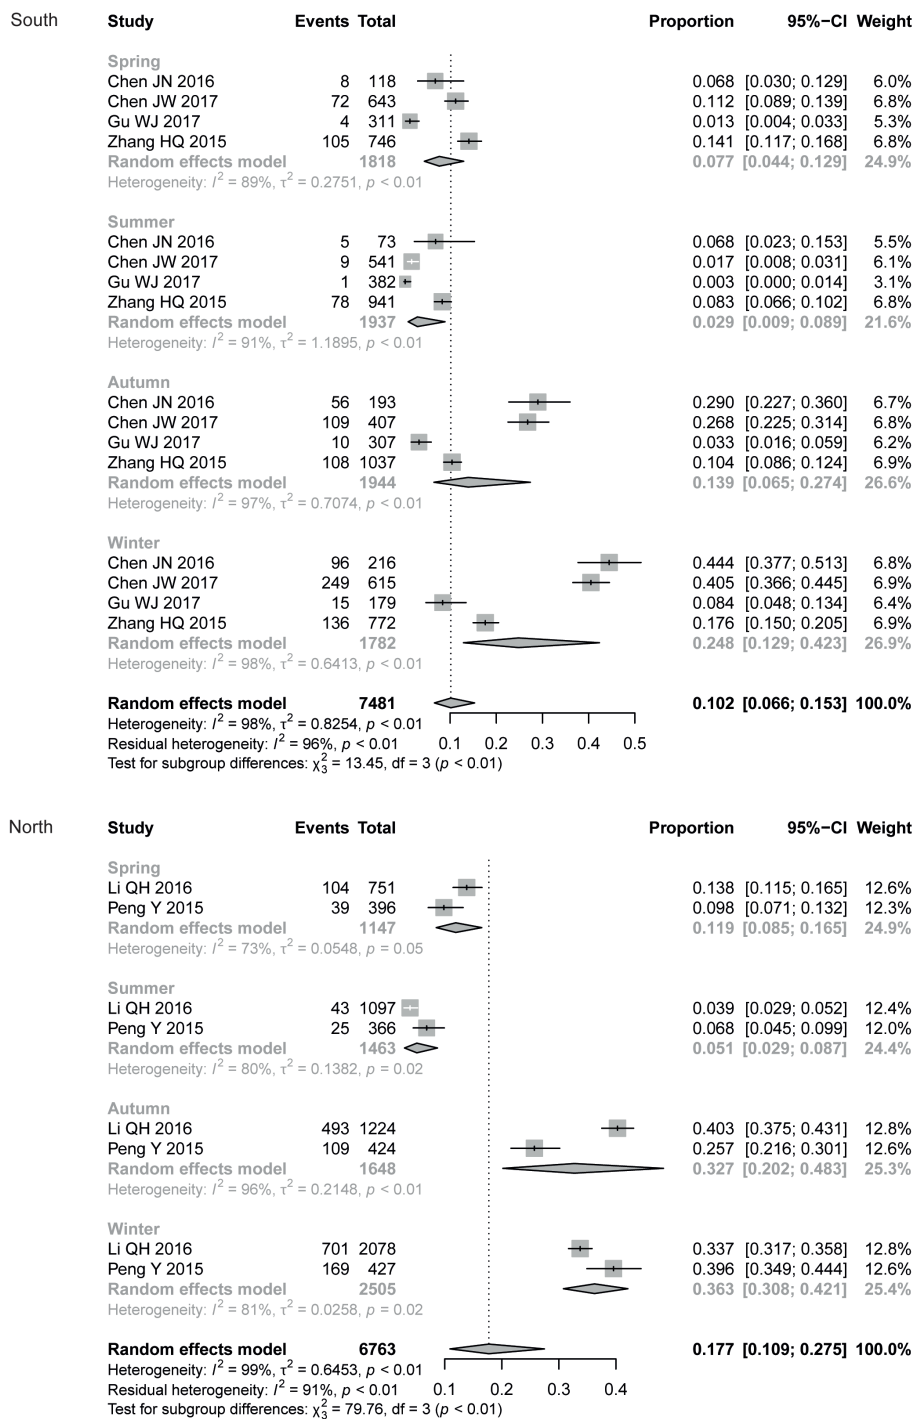 South Study Events Total Proportion 95%−CI Weight
Spring
Chen JN 2016 8 118 0.068 [0.030; 0.129] 6.0%
Chen JW 2017 72 643 0.112 [0.089; 0.139] 6.8%
Gu WJ 2017 4 311 0.013 [0.004; 0.033] 5.3%
Zhang HQ 2015 105 746 0.141 [0.117; 0.168] 6.8%
Random effects model 1818 0.077 [0.044; 0.129] 24.9%
Heterogeneity: I² = 89%, τ² = 0.2751, p < 0.01
Summer
Chen JN 2016 5 73 0.068 [0.023; 0.153] 5.5%
Chen JW 2017 9 541 0.017 [0.008; 0.031] 6.1%
Gu WJ 2017 1 382 0.003 [0.000; 0.014] 3.1%
Zhang HQ 2015 78 941 0.083 [0.066; 0.102] 6.8%
Random effects model 1937 0.029 [0.009; 0.089] 21.6%
Heterogeneity: I² = 91%, τ² = 1.1895, p < 0.01
Autumn
Chen JN 2016 56 193 0.290 [0.227; 0.360] 6.7%
Chen JW 2017 109 407 0.268 [0.225; 0.314] 6.8%
Gu WJ 2017 10 307 0.033 [0.016; 0.059] 6.2%
Zhang HQ 2015 108 1037 0.104 [0.086; 0.124] 6.9%
Random effects model 1944 0.139 [0.065; 0.274] 26.6%
Heterogeneity: I² = 97%, τ² = 0.7074, p < 0.01
Winter
Chen JN 2016 96 216 0.444 [0.377; 0.513] 6.8%
Chen JW 2017 249 615 0.405 [0.366; 0.445] 6.9%
Gu WJ 2017 15 179 0.084 [0.048; 0.134] 6.4%
Zhang HQ 2015 136 772 0.176 [0.150; 0.205] 6.9%
Random effects model 1782 0.248 [0.129; 0.423] 26.9%
Heterogeneity: I² = 98%, τ² = 0.6413, p < 0.01
Random effects model 7481 0.102 [0.066; 0.153] 100.0%
Heterogeneity: I² = 98%, τ² = 0.8254, p < 0.01
Residual heterogeneity: I² = 96%, p < 0.01 0.1 0.2 0.3 0.4 0.5
Test for subgroup differences: χ²₃ = 13.45, df = 3 (p < 0.01)
North Study Events Total Proportion 95%−CI Weight
Spring
Li QH 2016 104 751 0.138 [0.115; 0.165] 12.6%
Peng Y 2015 39 396 0.098 [0.071; 0.132] 12.3%
Random effects model 1147 0.119 [0.085; 0.165] 24.9%
Heterogeneity: I² = 73%, τ² = 0.0548, p = 0.05
Summer
Li QH 2016 43 1097 0.039 [0.029; 0.052] 12.4%
Peng Y 2015 25 366 0.068 [0.045; 0.099] 12.0%
Random effects model 1463 0.051 [0.029; 0.087] 24.4%
Heterogeneity: I² = 80%, τ² = 0.1382, p = 0.02
Autumn
Li QH 2016 493 1224 0.403 [0.375; 0.431] 12.8%
Peng Y 2015 109 424 0.257 [0.216; 0.301] 12.6%
Random effects model 1648 0.327 [0.202; 0.483] 25.3%
Heterogeneity: I² = 96%, τ² = 0.2148, p < 0.01
Winter
Li QH 2016 701 2078 0.337 [0.317; 0.358] 12.8%
Peng Y 2015 169 427 0.396 [0.349; 0.444] 12.6%
Random effects model 2505 0.363 [0.308; 0.421] 25.4%
Heterogeneity: I² = 81%, τ² = 0.0258, p = 0.02
Random effects model 6763 0.177 [0.109; 0.275] 100.0%
Heterogeneity: I² = 99%, τ² = 0.6453, p < 0.01
Residual heterogeneity: I² = 91%, p < 0.01 0.1 0.2 0.3 0.4
Test for subgroup differences: χ²₃ = 79.76, df = 3 (p < 0.01)